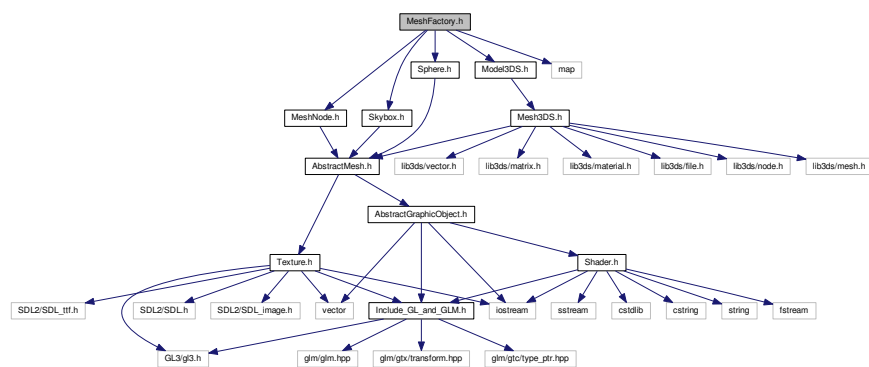 MeshFactory.h
Sphere.h
Model3DS.h
map
MeshNode.h
Skybox.h
Mesh3DS.h
AbstractMesh.h
lib3ds/vector.h
lib3ds/matrix.h
lib3ds/material.h
lib3ds/file.h
lib3ds/node.h
lib3ds/mesh.h
AbstractGraphicObject.h
Texture.h
Shader.h
SDL2/SDL_ttf.h
SDL2/SDL.h
SDL2/SDL_image.h
vector
Include_GL_and_GLM.h
iostream
sstream
cstdlib
cstring
string
fstream
GL3/gl3.h
glm/glm.hpp
glm/gtx/transform.hpp
glm/gtc/type_ptr.hpp